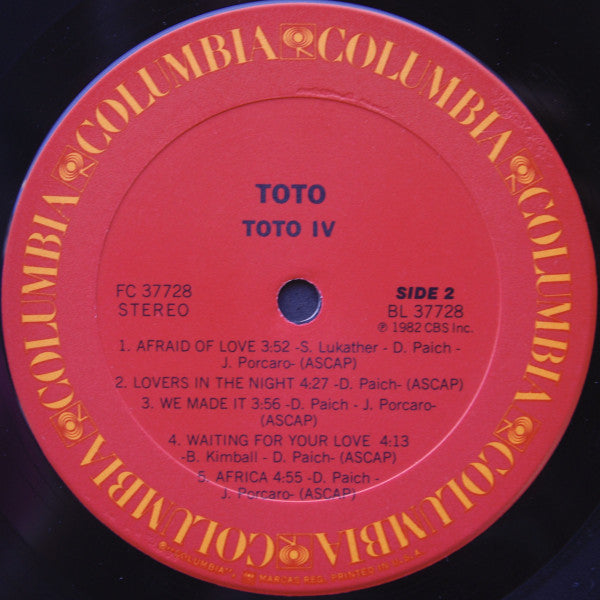 COLUMBIA COLUMBIA COLUMBIA COLUMBIA COLUMBIA COLUMBIA COLUMBIA COLUMBIA
TOTO
TOTO IV
FC 37728
STEREO
SIDE 2
BL 37728
℗ 1982 CBS Inc.
1. AFRAID OF LOVE 3:52 -S. Lukather - D. Paich -
J. Porcaro- (ASCAP)
2. LOVERS IN THE NIGHT 4:27 -D. Paich- (ASCAP)
3. WE MADE IT 3:56 -D. Paich - J. Porcaro-
(ASCAP)
4. WAITING FOR YOUR LOVE 4:13
-B. Kimball - D. Paich- (ASCAP)
5. AFRICA 4:55 -D. Paich -
J. Porcaro- (ASCAP)
"COLUMBIA", MARCAS REG. PRINTED IN U.S.A.